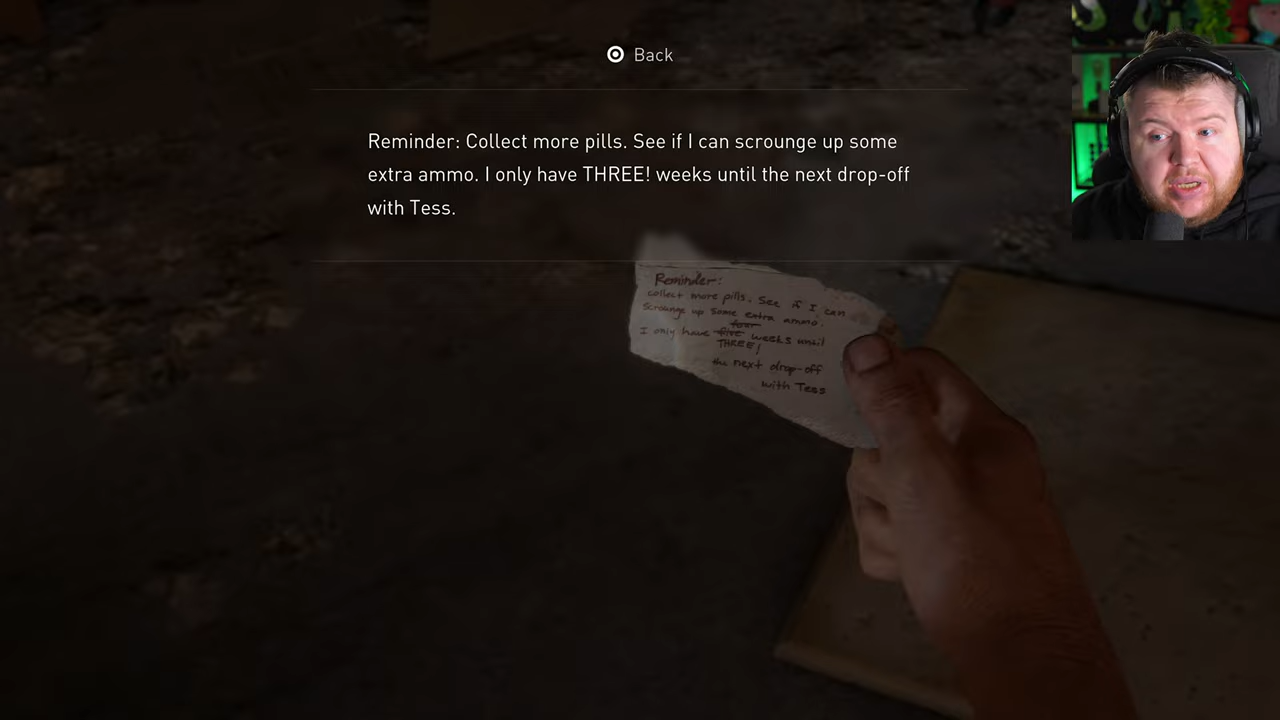 Back
Reminder: Collect more pills. See if I can scrounge up some
extra ammo. I only have THREE! weeks until the next drop-off
with Tess.
Reminder:
collect more pills. See if I can
scrounge up some extra ammo.
four
I only have five weeks until
THREE!
the next drop-off
with Tess